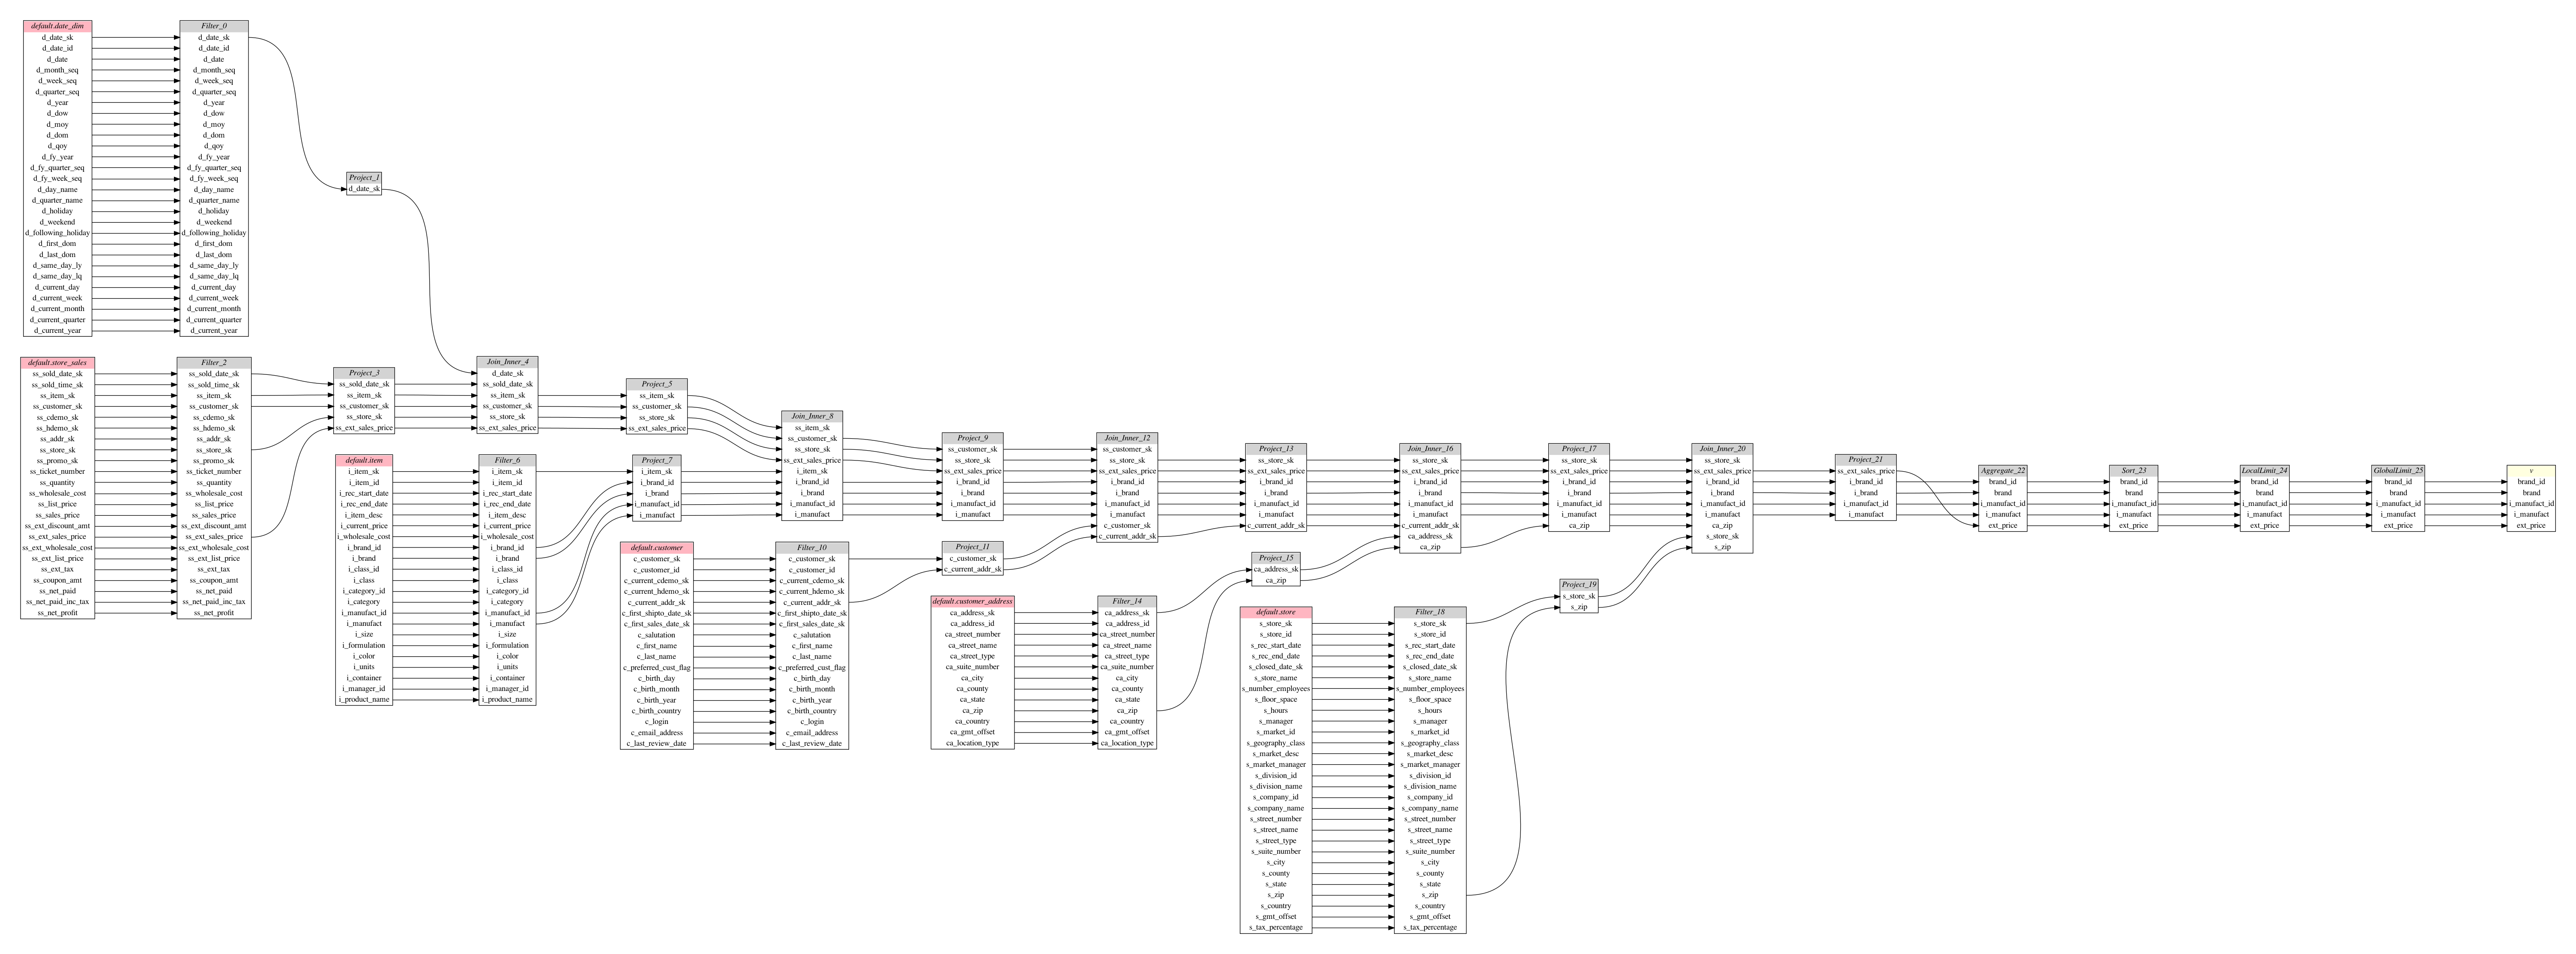 default.date_dim
d_date_sk
d_date_id
d_date
d_month_seq
d_week_seq
d_quarter_seq
d_year
d_dow
d_moy
d_dom
d_qoy
d_fy_year
d_fy_quarter_seq
d_fy_week_seq
d_day_name
d_quarter_name
d_holiday
d_weekend
d_following_holiday
d_first_dom
d_last_dom
d_same_day_ly
d_same_day_lq
d_current_day
d_current_week
d_current_month
d_current_quarter
d_current_year
Filter_0
d_date_sk
d_date_id
d_date
d_month_seq
d_week_seq
d_quarter_seq
d_year
d_dow
d_moy
d_dom
d_qoy
d_fy_year
d_fy_quarter_seq
d_fy_week_seq
d_day_name
d_quarter_name
d_holiday
d_weekend
d_following_holiday
d_first_dom
d_last_dom
d_same_day_ly
d_same_day_lq
d_current_day
d_current_week
d_current_month
d_current_quarter
d_current_year
Project_1
d_date_sk
default.store_sales
ss_sold_date_sk
ss_sold_time_sk
ss_item_sk
ss_customer_sk
ss_cdemo_sk
ss_hdemo_sk
ss_addr_sk
ss_store_sk
ss_promo_sk
ss_ticket_number
ss_quantity
ss_wholesale_cost
ss_list_price
ss_sales_price
ss_ext_discount_amt
ss_ext_sales_price
ss_ext_wholesale_cost
ss_ext_list_price
ss_ext_tax
ss_coupon_amt
ss_net_paid
ss_net_paid_inc_tax
ss_net_profit
Filter_2
ss_sold_date_sk
ss_sold_time_sk
ss_item_sk
ss_customer_sk
ss_cdemo_sk
ss_hdemo_sk
ss_addr_sk
ss_store_sk
ss_promo_sk
ss_ticket_number
ss_quantity
ss_wholesale_cost
ss_list_price
ss_sales_price
ss_ext_discount_amt
ss_ext_sales_price
ss_ext_wholesale_cost
ss_ext_list_price
ss_ext_tax
ss_coupon_amt
ss_net_paid
ss_net_paid_inc_tax
ss_net_profit
Project_3
ss_sold_date_sk
ss_item_sk
ss_customer_sk
ss_store_sk
ss_ext_sales_price
Join_Inner_4
d_date_sk
ss_sold_date_sk
ss_item_sk
ss_customer_sk
ss_store_sk
ss_ext_sales_price
Project_5
ss_item_sk
ss_customer_sk
ss_store_sk
ss_ext_sales_price
default.item
i_item_sk
i_item_id
i_rec_start_date
i_rec_end_date
i_item_desc
i_current_price
i_wholesale_cost
i_brand_id
i_brand
i_class_id
i_class
i_category_id
i_category
i_manufact_id
i_manufact
i_size
i_formulation
i_color
i_units
i_container
i_manager_id
i_product_name
Filter_6
i_item_sk
i_item_id
i_rec_start_date
i_rec_end_date
i_item_desc
i_current_price
i_wholesale_cost
i_brand_id
i_brand
i_class_id
i_class
i_category_id
i_category
i_manufact_id
i_manufact
i_size
i_formulation
i_color
i_units
i_container
i_manager_id
i_product_name
Project_7
i_item_sk
i_brand_id
i_brand
i_manufact_id
i_manufact
Join_Inner_8
ss_item_sk
ss_customer_sk
ss_store_sk
ss_ext_sales_price
i_item_sk
i_brand_id
i_brand
i_manufact_id
i_manufact
Project_9
ss_customer_sk
ss_store_sk
ss_ext_sales_price
i_brand_id
i_brand
i_manufact_id
i_manufact
default.customer
c_customer_sk
c_customer_id
c_current_cdemo_sk
c_current_hdemo_sk
c_current_addr_sk
c_first_shipto_date_sk
c_first_sales_date_sk
c_salutation
c_first_name
c_last_name
c_preferred_cust_flag
c_birth_day
c_birth_month
c_birth_year
c_birth_country
c_login
c_email_address
c_last_review_date
Filter_10
c_customer_sk
c_customer_id
c_current_cdemo_sk
c_current_hdemo_sk
c_current_addr_sk
c_first_shipto_date_sk
c_first_sales_date_sk
c_salutation
c_first_name
c_last_name
c_preferred_cust_flag
c_birth_day
c_birth_month
c_birth_year
c_birth_country
c_login
c_email_address
c_last_review_date
Project_11
c_customer_sk
c_current_addr_sk
Join_Inner_12
ss_customer_sk
ss_store_sk
ss_ext_sales_price
i_brand_id
i_brand
i_manufact_id
i_manufact
c_customer_sk
c_current_addr_sk
Project_13
ss_store_sk
ss_ext_sales_price
i_brand_id
i_brand
i_manufact_id
i_manufact
c_current_addr_sk
default.customer_address
ca_address_sk
ca_address_id
ca_street_number
ca_street_name
ca_street_type
ca_suite_number
ca_city
ca_county
ca_state
ca_zip
ca_country
ca_gmt_offset
ca_location_type
Filter_14
ca_address_sk
ca_address_id
ca_street_number
ca_street_name
ca_street_type
ca_suite_number
ca_city
ca_county
ca_state
ca_zip
ca_country
ca_gmt_offset
ca_location_type
Project_15
ca_address_sk
ca_zip
Join_Inner_16
ss_store_sk
ss_ext_sales_price
i_brand_id
i_brand
i_manufact_id
i_manufact
c_current_addr_sk
ca_address_sk
ca_zip
Project_17
ss_store_sk
ss_ext_sales_price
i_brand_id
i_brand
i_manufact_id
i_manufact
ca_zip
default.store
s_store_sk
s_store_id
s_rec_start_date
s_rec_end_date
s_closed_date_sk
s_store_name
s_number_employees
s_floor_space
s_hours
s_manager
s_market_id
s_geography_class
s_market_desc
s_market_manager
s_division_id
s_division_name
s_company_id
s_company_name
s_street_number
s_street_name
s_street_type
s_suite_number
s_city
s_county
s_state
s_zip
s_country
s_gmt_offset
s_tax_percentage
Filter_18
s_store_sk
s_store_id
s_rec_start_date
s_rec_end_date
s_closed_date_sk
s_store_name
s_number_employees
s_floor_space
s_hours
s_manager
s_market_id
s_geography_class
s_market_desc
s_market_manager
s_division_id
s_division_name
s_company_id
s_company_name
s_street_number
s_street_name
s_street_type
s_suite_number
s_city
s_county
s_state
s_zip
s_country
s_gmt_offset
s_tax_percentage
Project_19
s_store_sk
s_zip
Join_Inner_20
ss_store_sk
ss_ext_sales_price
i_brand_id
i_brand
i_manufact_id
i_manufact
ca_zip
s_store_sk
s_zip
Project_21
ss_ext_sales_price
i_brand_id
i_brand
i_manufact_id
i_manufact
Aggregate_22
brand_id
brand
i_manufact_id
i_manufact
ext_price
Sort_23
brand_id
brand
i_manufact_id
i_manufact
ext_price
LocalLimit_24
brand_id
brand
i_manufact_id
i_manufact
ext_price
GlobalLimit_25
brand_id
brand
i_manufact_id
i_manufact
ext_price
v
brand_id
brand
i_manufact_id
i_manufact
ext_price